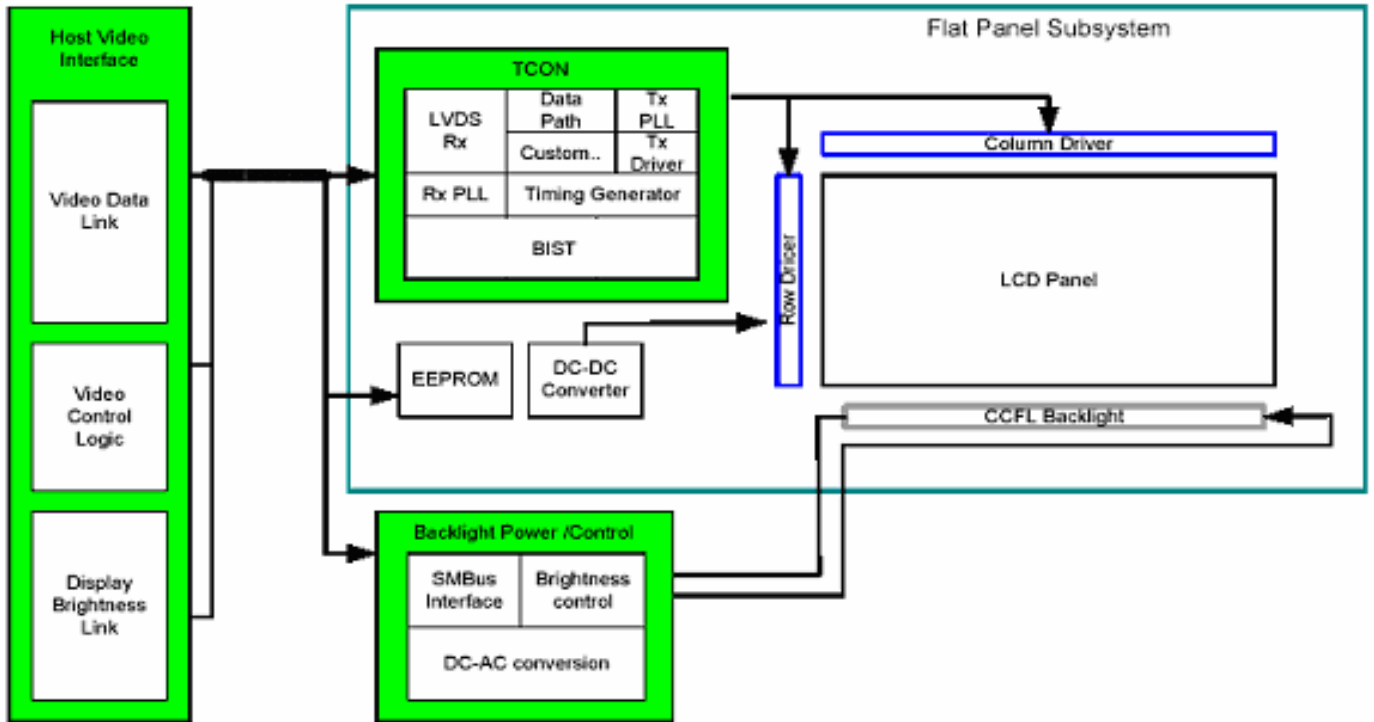 Flat Panel Subsystem
Host Video
Interface
Video Data
Link
Video
Control
Logic
Display
Brightness
Link
TCON
LVDS
Rx
Data
Path
Tx
PLL
Custom..
Tx
Driver
Rx PLL
Timing Generator
BIST
EEPROM
DC-DC
Converter
Row Dricer
Column Driver
LCD Panel
CCFL Backlight
Backlight Power /Control
SMBus
Interface
Brightness
control
DC-AC conversion